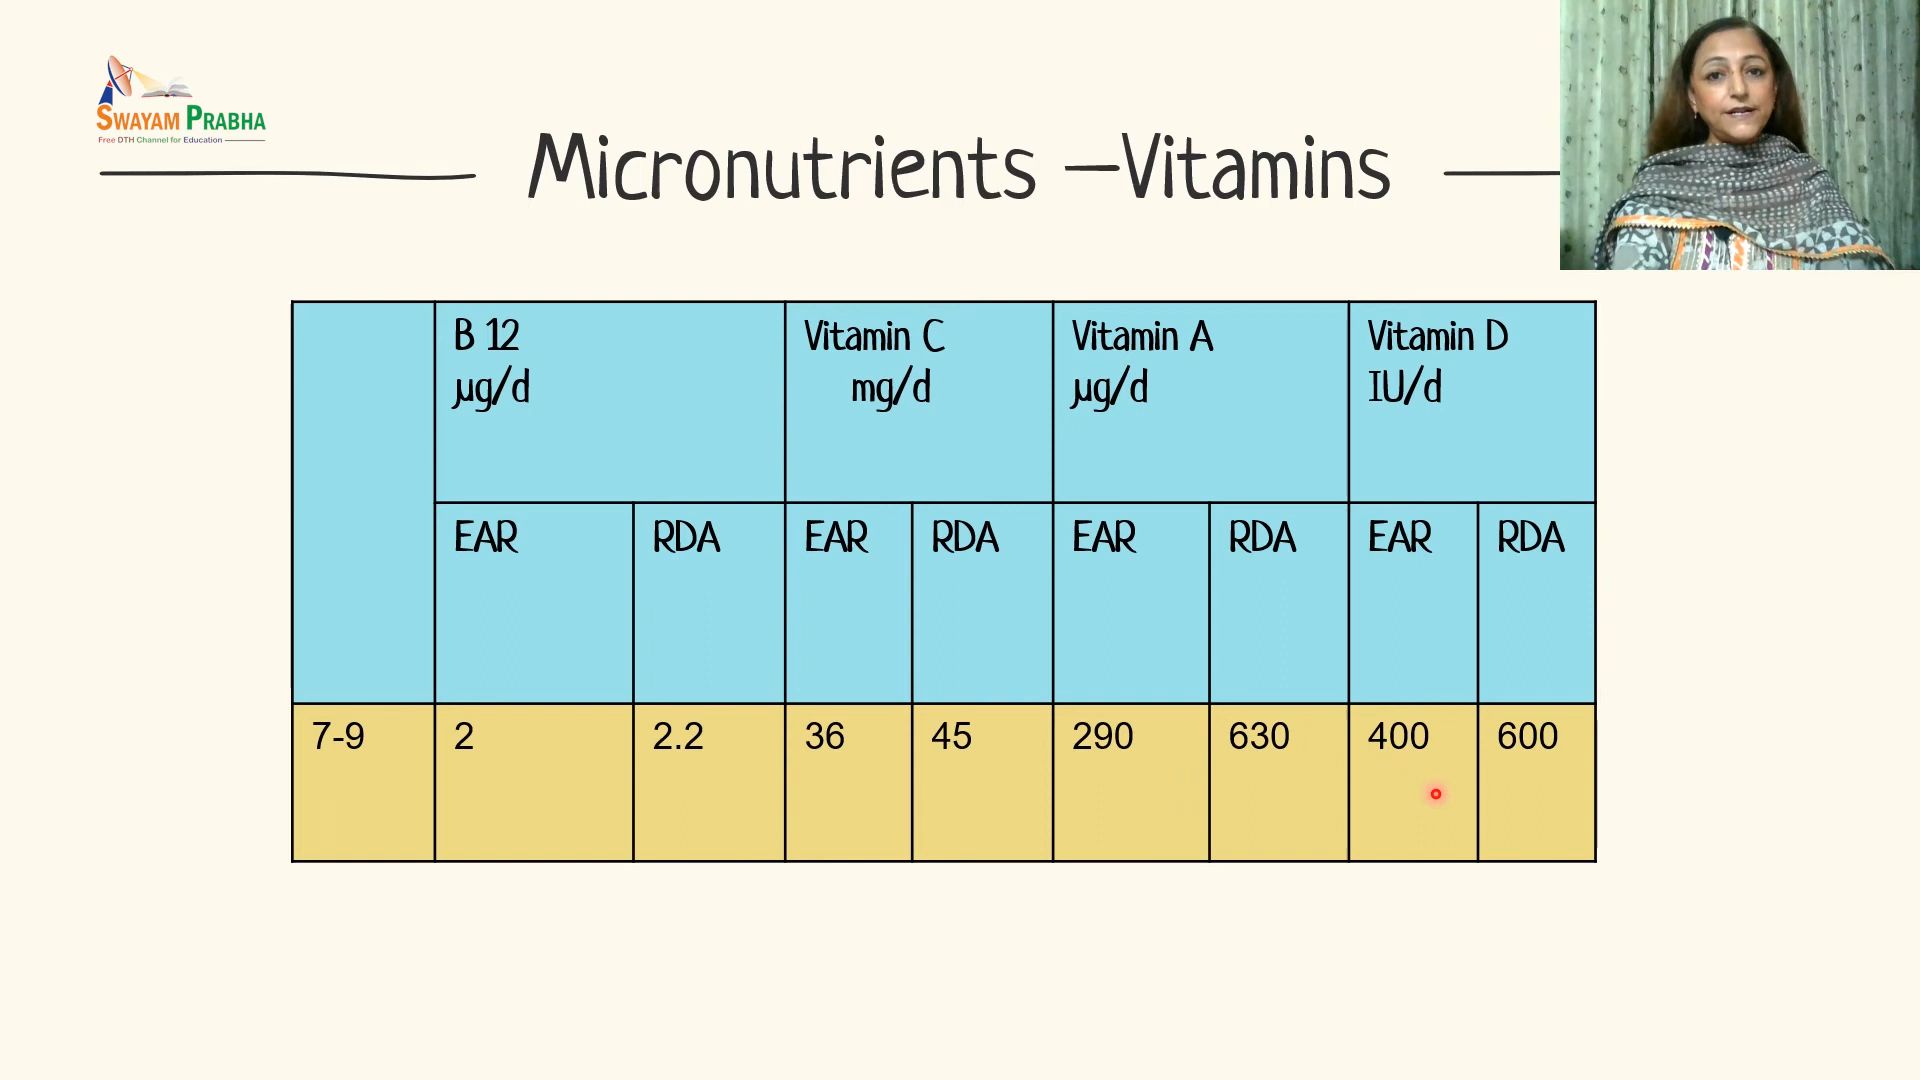 SWAYAM PRABHA
Free DTH Channel for Education
Micronutrients –Vitamins
B 12 Vitamin C Vitamin A Vitamin D
µg/d mg/d µg/d IU/d
EAR RDA EAR RDA EAR RDA EAR RDA
7-9 2 2.2 36 45 290 630 400 600